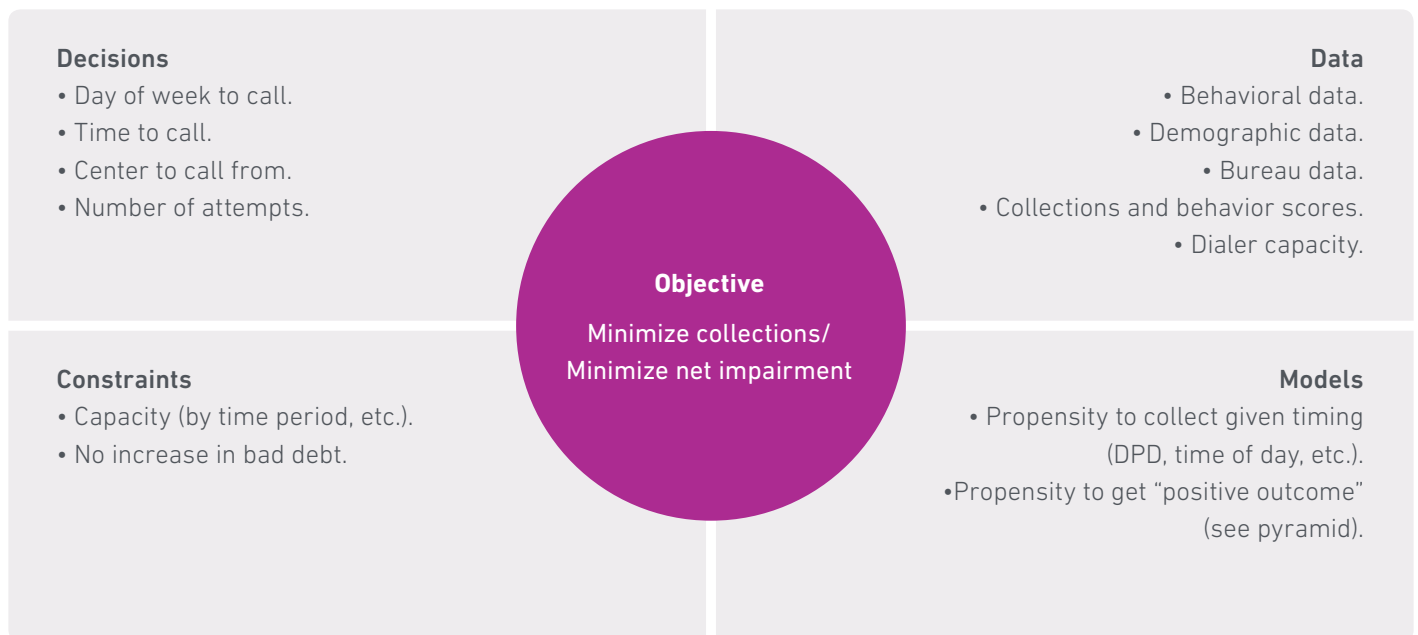 Decisions
• Day of week to call.
• Time to call.
• Center to call from.
• Number of attempts.
Data
• Behavioral data.
• Demographic data.
• Bureau data.
• Collections and behavior scores.
• Dialer capacity.
Objective
Minimize collections/
Minimize net impairment
Constraints
• Capacity (by time period, etc.).
• No increase in bad debt.
Models
• Propensity to collect given timing
(DPD, time of day, etc.).
•Propensity to get “positive outcome”
(see pyramid).